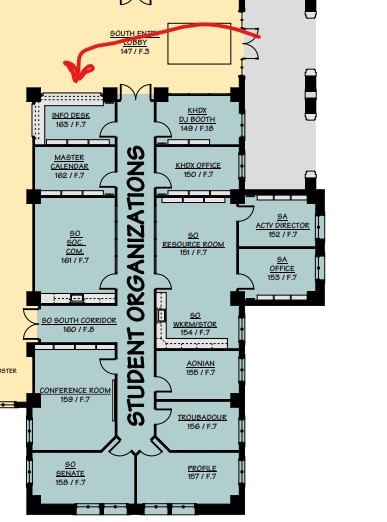 SOUTH ENTRY
LOBBY
147 / F.3
INFO DESK
163 / F.7
KHDX
DJ BOOTH
149 / F.18
MASTER
CALENDAR
162 / F.7
KHDX OFFICE
150 / F.7
STUDENT ORGANIZATIONS
SO
SOC.
COM.
161 / F.7
SO
RESOURCE ROOM
151 / F.7
SA
ACTV DIRECTOR
152 / F.7
SA
OFFICE
153 / F.7
SO SOUTH CORRIDOR
160 / F.8
SO
WKRM/STOR
154 / F.7
CONFERENCE ROOM
159 / F.7
AONIAN
155 / F.7
TROUBADOUR
156 / F.7
SO
SENATE
158 / F.7
PROFILE
157 / F.7